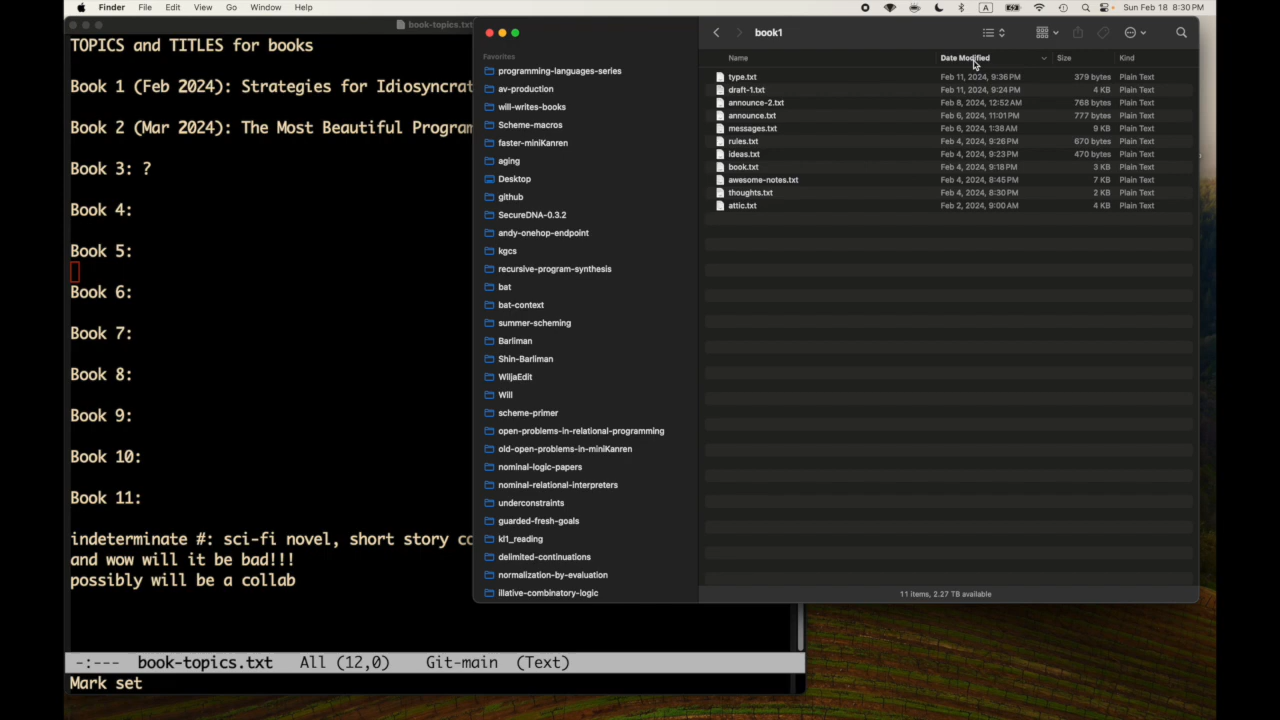 Finder File Edit View Go Window Help
Sun Feb 18 8:30 PM
book-topics.txt
TOPICS and TITLES for books
Book 1 (Feb 2024): Strategies for Idiosyncrat
Book 2 (Mar 2024): The Most Beautiful Program
Book 3: ?
Book 4:
Book 5:
Book 6:
Book 7:
Book 8:
Book 9:
Book 10:
Book 11:
indeterminate #: sci-fi novel, short story co
and wow will it be bad!!!
possibly will be a collab
-:--- book-topics.txt All (12,0) Git-main (Text)
Mark set
Favorites
programming-languages-series
av-production
will-writes-books
Scheme-macros
faster-miniKanren
aging
Desktop
github
SecureDNA-0.3.2
andy-onehop-endpoint
kgcs
recursive-program-synthesis
bat
bat-context
summer-scheming
Barliman
Shin-Barliman
WiljaEdit
Will
scheme-primer
open-problems-in-relational-programming
old-open-problems-in-miniKanren
nominal-logic-papers
nominal-relational-interpreters
underconstraints
guarded-fresh-goals
kl1_reading
delimited-continuations
normalization-by-evaluation
illative-combinatory-logic
book1
Name Date Modified Size Kind
type.txt Feb 11, 2024, 9:36 PM 379 bytes Plain Text
draft-1.txt Feb 11, 2024, 9:24 PM 4 KB Plain Text
announce-2.txt Feb 8, 2024, 12:52 AM 768 bytes Plain Text
announce.txt Feb 6, 2024, 11:01 PM 777 bytes Plain Text
messages.txt Feb 6, 2024, 1:38 AM 9 KB Plain Text
rules.txt Feb 4, 2024, 9:26 PM 670 bytes Plain Text
ideas.txt Feb 4, 2024, 9:23 PM 470 bytes Plain Text
book.txt Feb 4, 2024, 9:18 PM 3 KB Plain Text
awesome-notes.txt Feb 4, 2024, 8:45 PM 7 KB Plain Text
thoughts.txt Feb 4, 2024, 8:30 PM 2 KB Plain Text
attic.txt Feb 2, 2024, 9:00 AM 4 KB Plain Text
11 items, 2.27 TB available